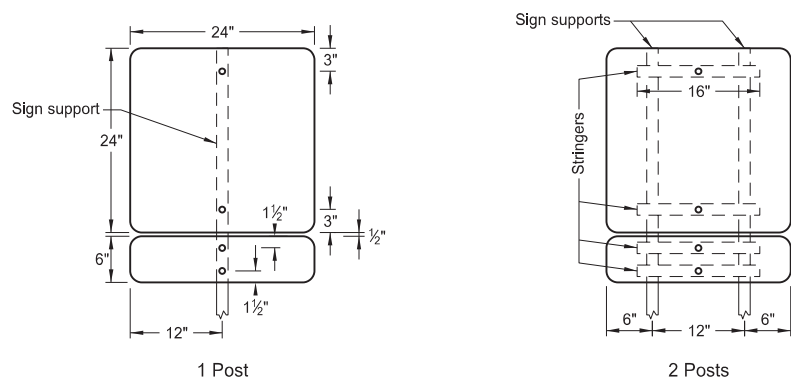 24"
3"
Sign support
24"
1½"
3"
½"
6"
1½"
12"
1 Post
Sign supports
16"
Stringers
6"
12"
6"
2 Posts